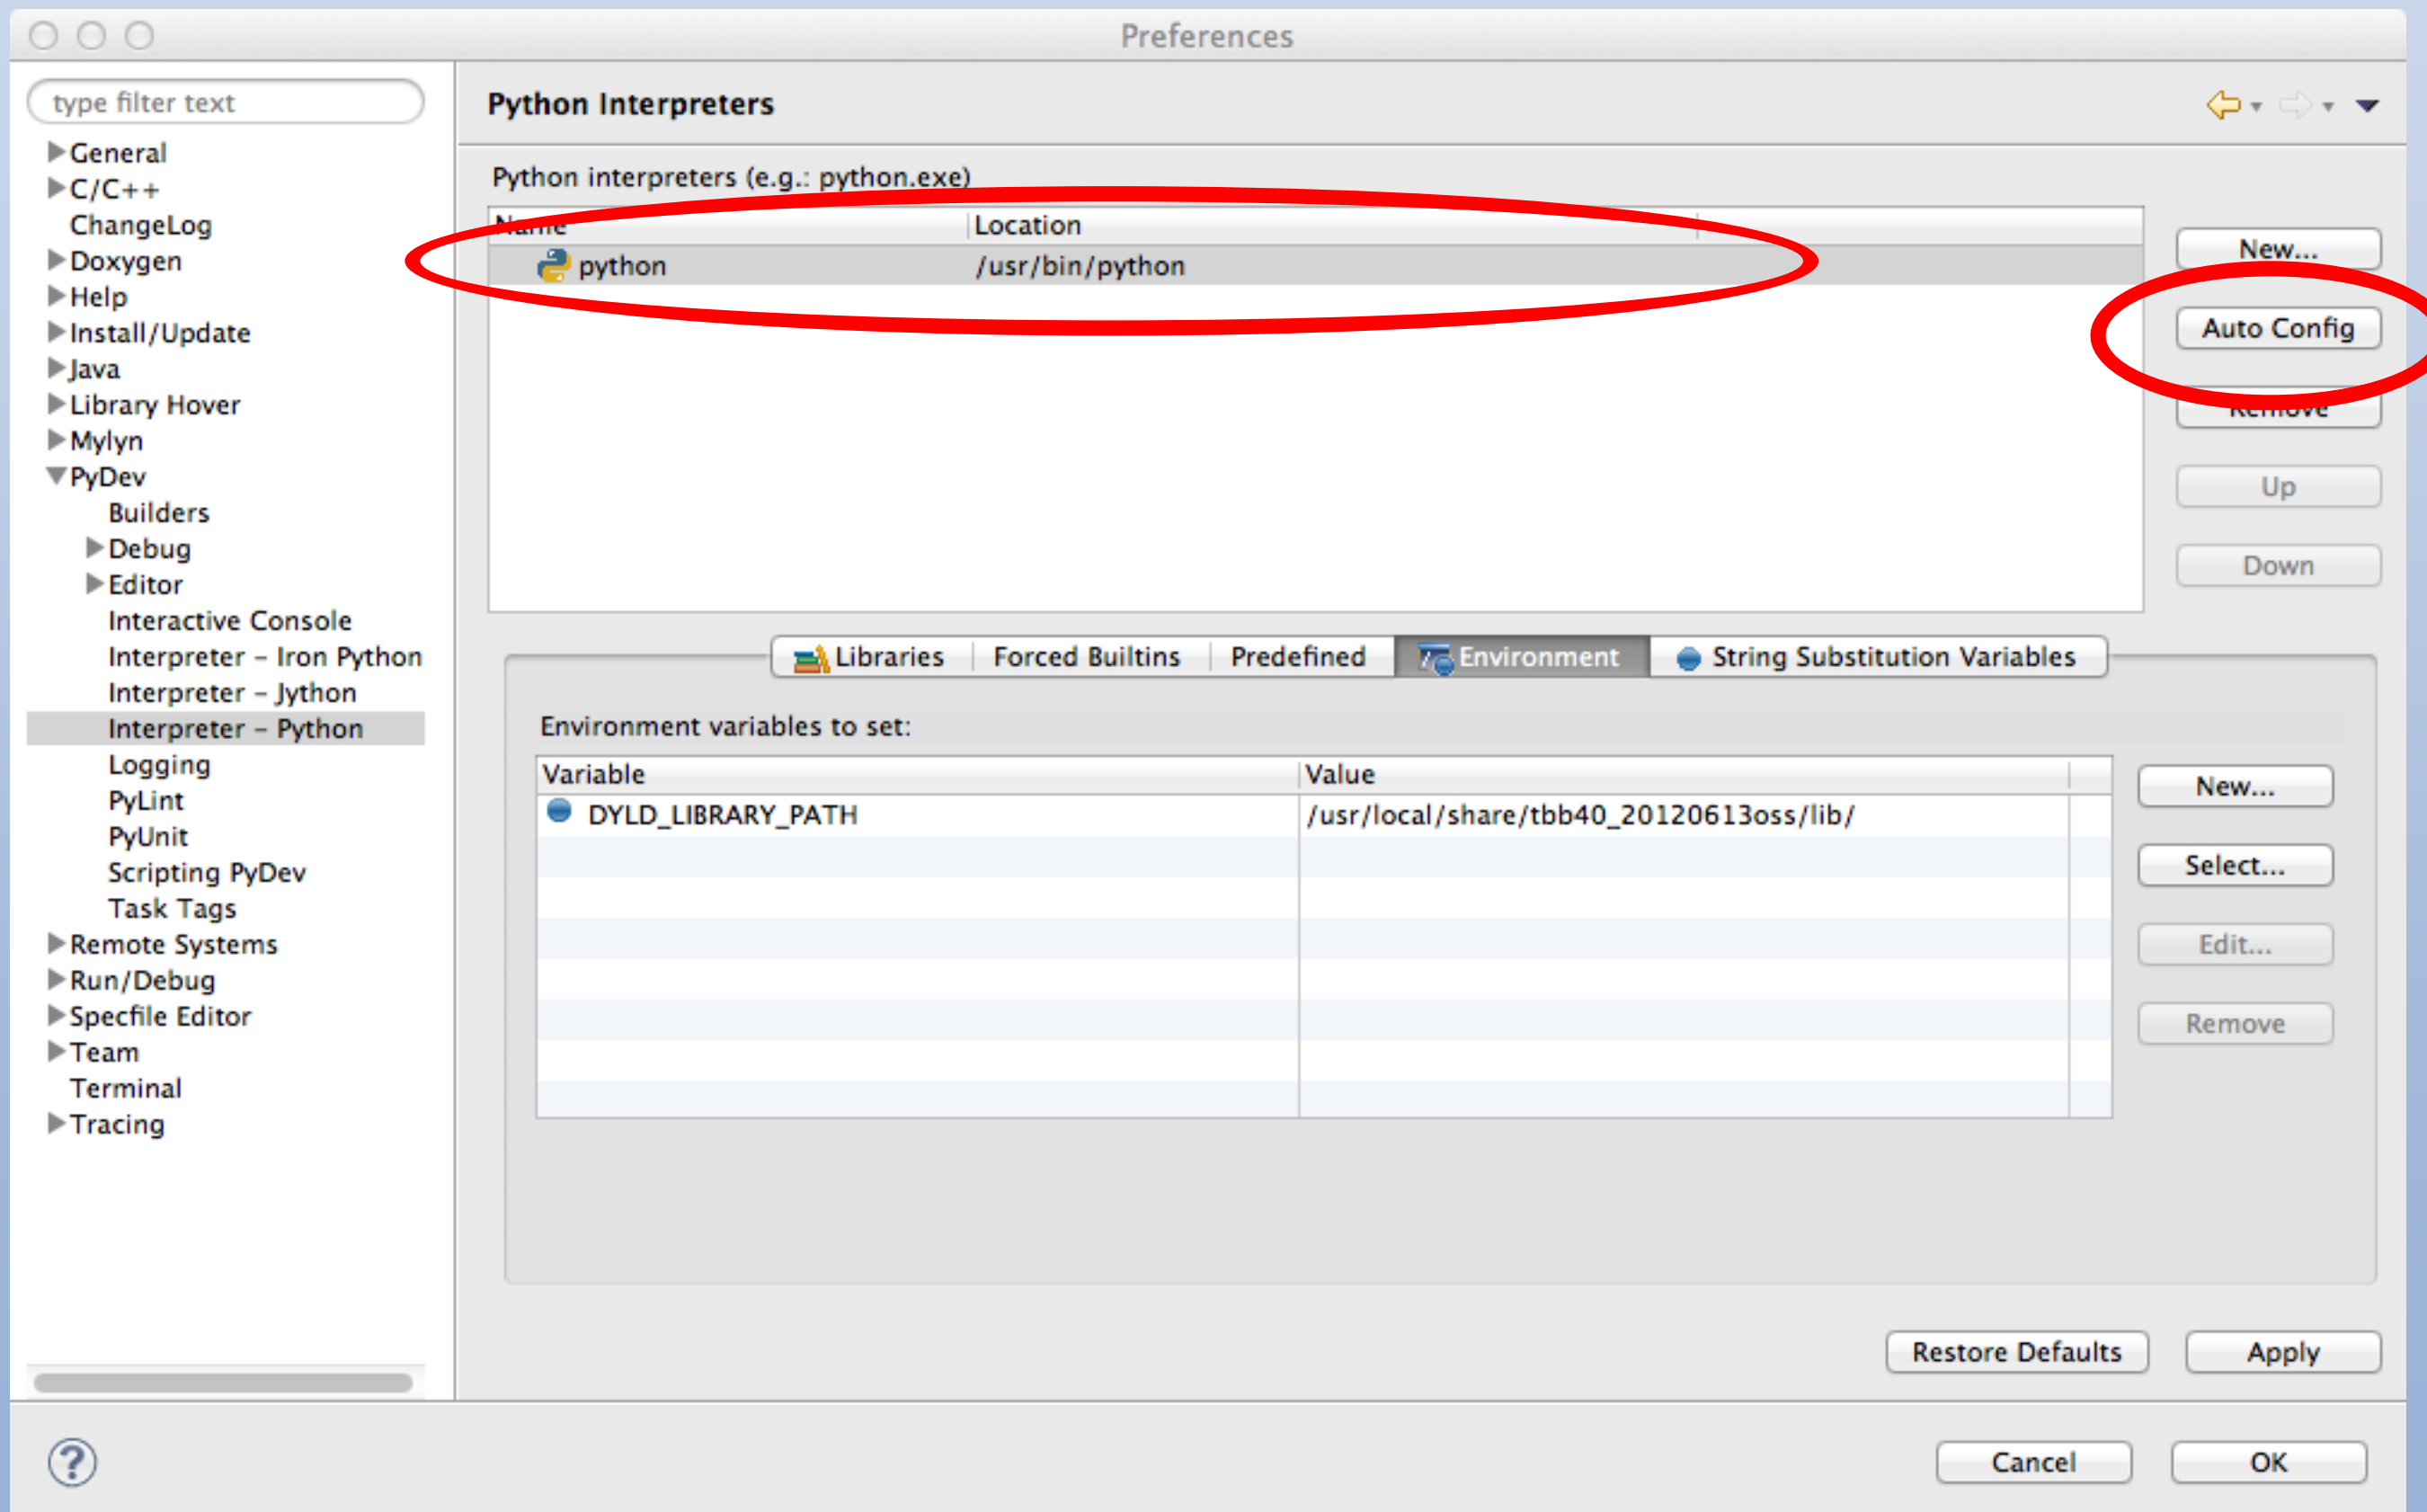 Preferences
type filter text
General
C/C++
ChangeLog
Doxygen
Help
Install/Update
Java
Library Hover
Mylyn
PyDev
Builders
Debug
Editor
Interactive Console
Interpreter – Iron Python
Interpreter – Jython
Interpreter – Python
Logging
PyLint
PyUnit
Scripting PyDev
Task Tags
Remote Systems
Run/Debug
Specfile Editor
Team
Terminal
Tracing
Python Interpreters
Python interpreters (e.g.: python.exe)
Name Location
python /usr/bin/python
New...
Auto Config
Remove
Up
Down
Libraries Forced Builtins Predefined Environment String Substitution Variables
Environment variables to set:
Variable Value
DYLD_LIBRARY_PATH /usr/local/share/tbb40_20120613oss/lib/
New...
Select...
Edit...
Remove
Restore Defaults Apply
? Cancel OK